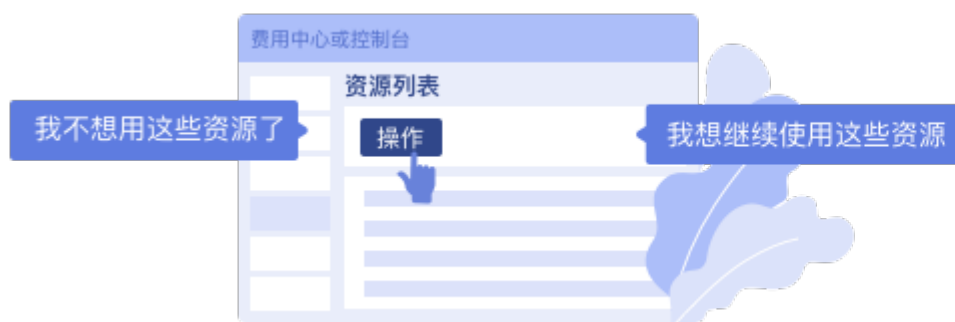 费用中心或控制台
资源列表
我不想用这些资源了
操作
我想继续使用这些资源